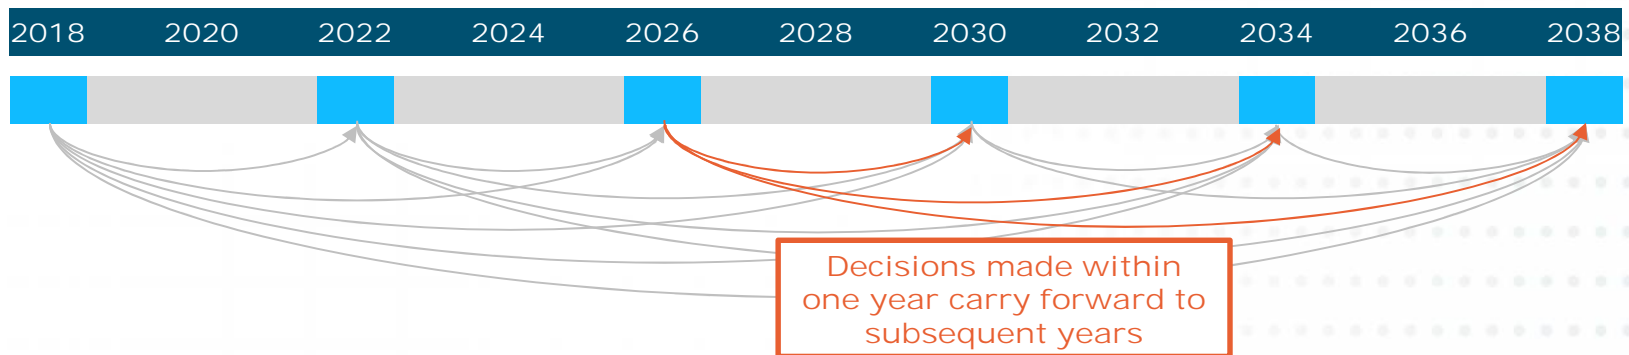 2018 2020 2022 2024 2026 2028 2030 2032 2034 2036 2038
Decisions made within
one year carry forward to
subsequent years